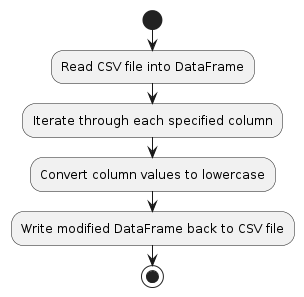 Read CSV file into DataFrame
Iterate through each specified column
Convert column values to lowercase
Write modified DataFrame back to CSV file